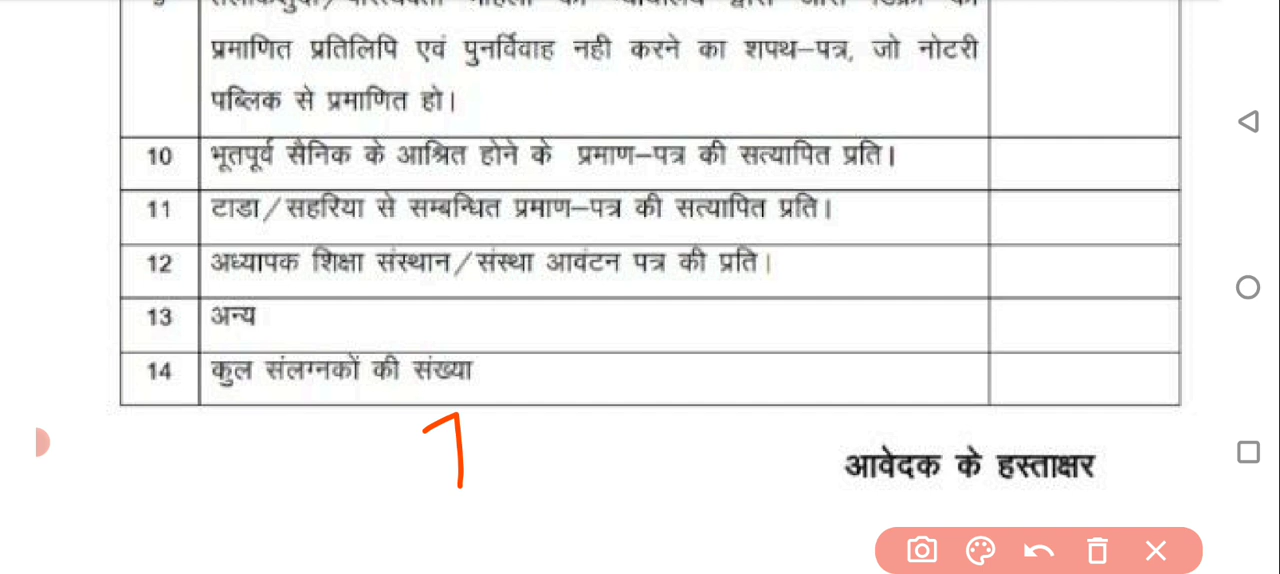 प्रमाणित प्रतिलिपि एवं पुनर्विवाह नही करने का शपथ–पत्र, जो नोटरी
पब्लिक से प्रमाणित हो।
10 भूतपूर्व सैनिक के आश्रित होने के प्रमाण–पत्र की सत्यापित प्रति।
11 टाडा/सहरिया से सम्बन्धित प्रमाण–पत्र की सत्यापित प्रति।
12 अध्यापक शिक्षा संस्थान/संस्था आवंटन पत्र की प्रति।
13 अन्य
14 कुल संलग्नकों की संख्या
1
आवेदक के हस्ताक्षर